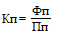 Кп = Фп / Пп